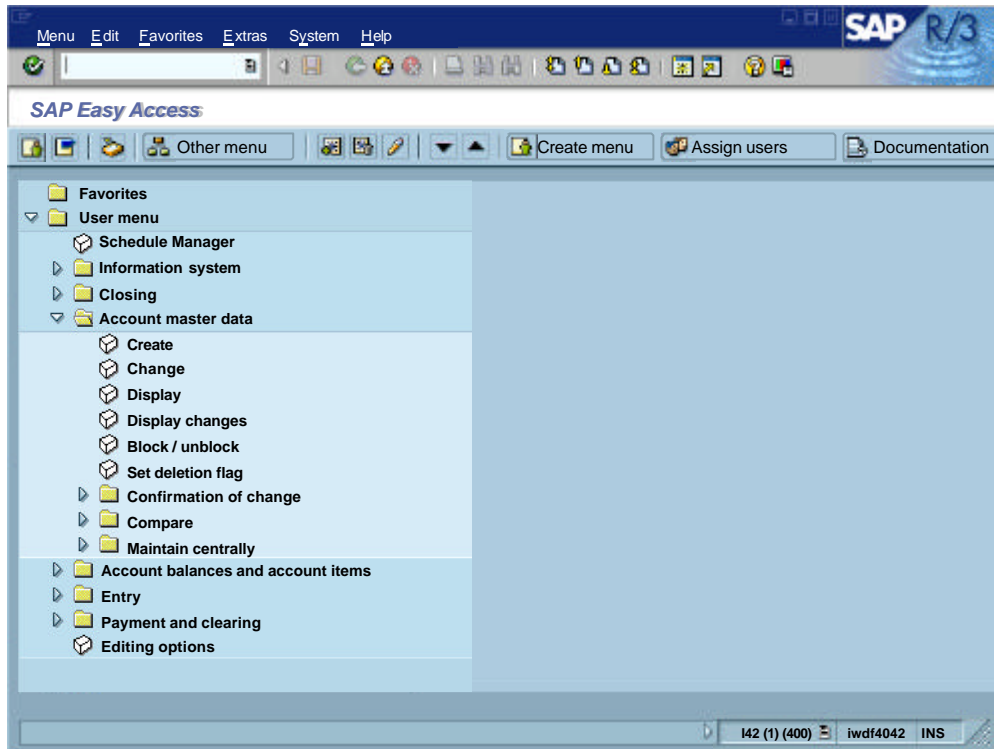 Menu Edit Favorites Extras System Help
SAP R/3
SAP Easy Access
Other menu Create menu Assign users Documentation
Favorites
User menu
Schedule Manager
Information system
Closing
Account master data
Create
Change
Display
Display changes
Block / unblock
Set deletion flag
Confirmation of change
Compare
Maintain centrally
Account balances and account items
Entry
Payment and clearing
Editing options
I42 (1) (400) iwdf4042 INS